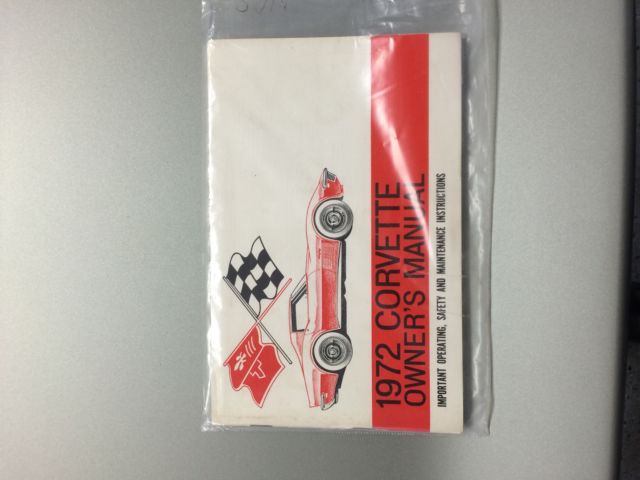 1972 CORVETTE
OWNER'S MANUAL
IMPORTANT OPERATING, SAFETY AND MAINTENANCE INSTRUCTIONS